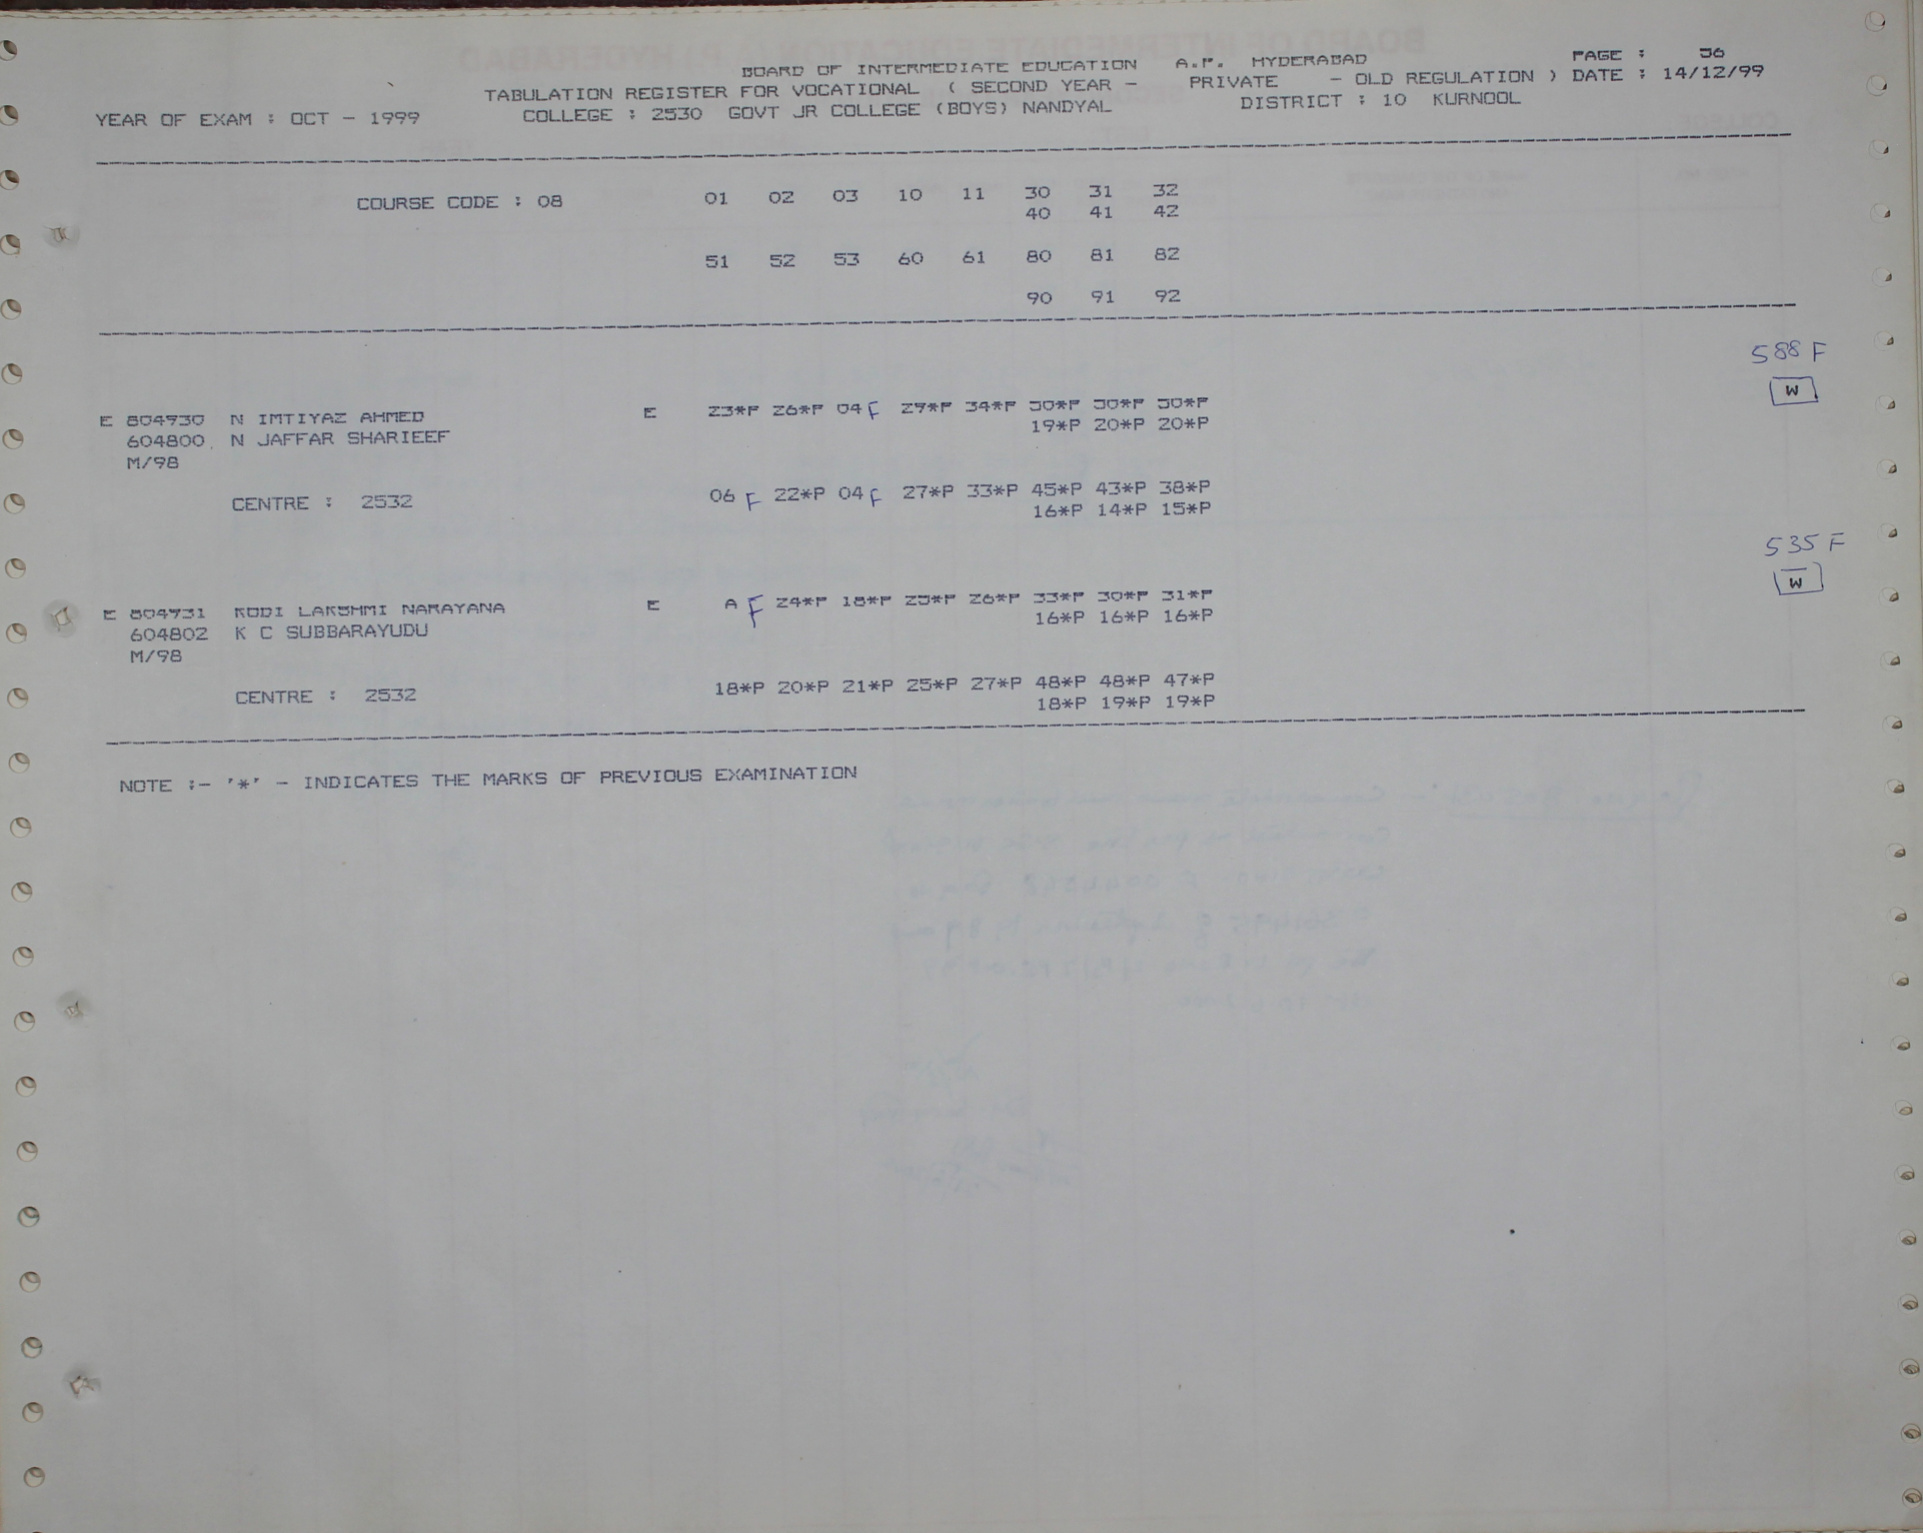 BOARD OF INTERMEDIATE EDUCATION A.P. HYDERABAD PAGE : 36
TABULATION REGISTER FOR VOCATIONAL ( SECOND YEAR - PRIVATE - OLD REGULATION ) DATE : 14/12/99
YEAR OF EXAM : OCT - 1999 COLLEGE : 2530 GOVT JR COLLEGE (BOYS) NANDYAL DISTRICT : 10 KURNOOL
COURSE CODE : 08 01 02 03 10 11 30 31 32
40 41 42
51 52 53 60 61 80 81 82
90 91 92
588 F
W
E 804930 N IMTIYAZ AHMED E 23*P 26*P 04 F 29*P 34*P 50*P 50*P 50*P
604800 N JAFFAR SHARIEEF 19*P 20*P 20*P
M/98
CENTRE : 2532 06 F 22*P 04 F 27*P 33*P 45*P 43*P 38*P
16*P 14*P 15*P
535 F
W
E 804931 KODI LAKSHMI NARAYANA E A F 24*P 18*P 25*P 26*P 33*P 30*P 31*P
604802 K C SUBBARAYUDU 16*P 16*P 16*P
M/98
CENTRE : 2532 18*P 20*P 21*P 25*P 27*P 48*P 48*P 47*P
18*P 19*P 19*P
NOTE :- '*' - INDICATES THE MARKS OF PREVIOUS EXAMINATION